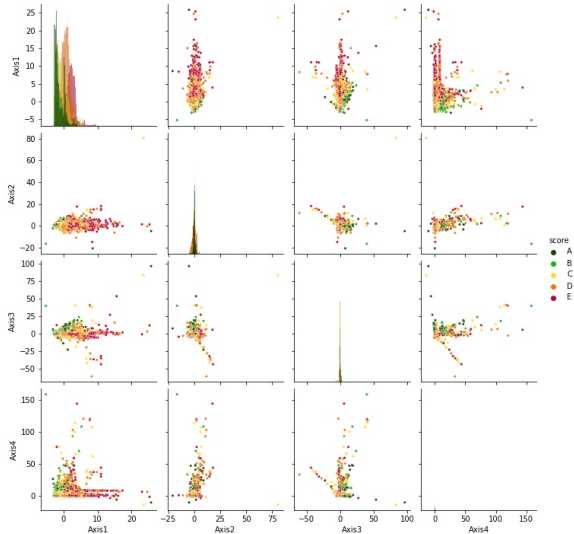 25
20
15
10
5
0
−5
Axis1
80
60
40
20
0
−20
Axis2
100
75
50
25
0
−25
−50
Axis3
150
100
50
0
Axis4
0 10 20
Axis1
−25 0 25 50 75
Axis2
−50 0 50 100
Axis3
0 50 100 150
Axis4
score
A
B
C
D
E